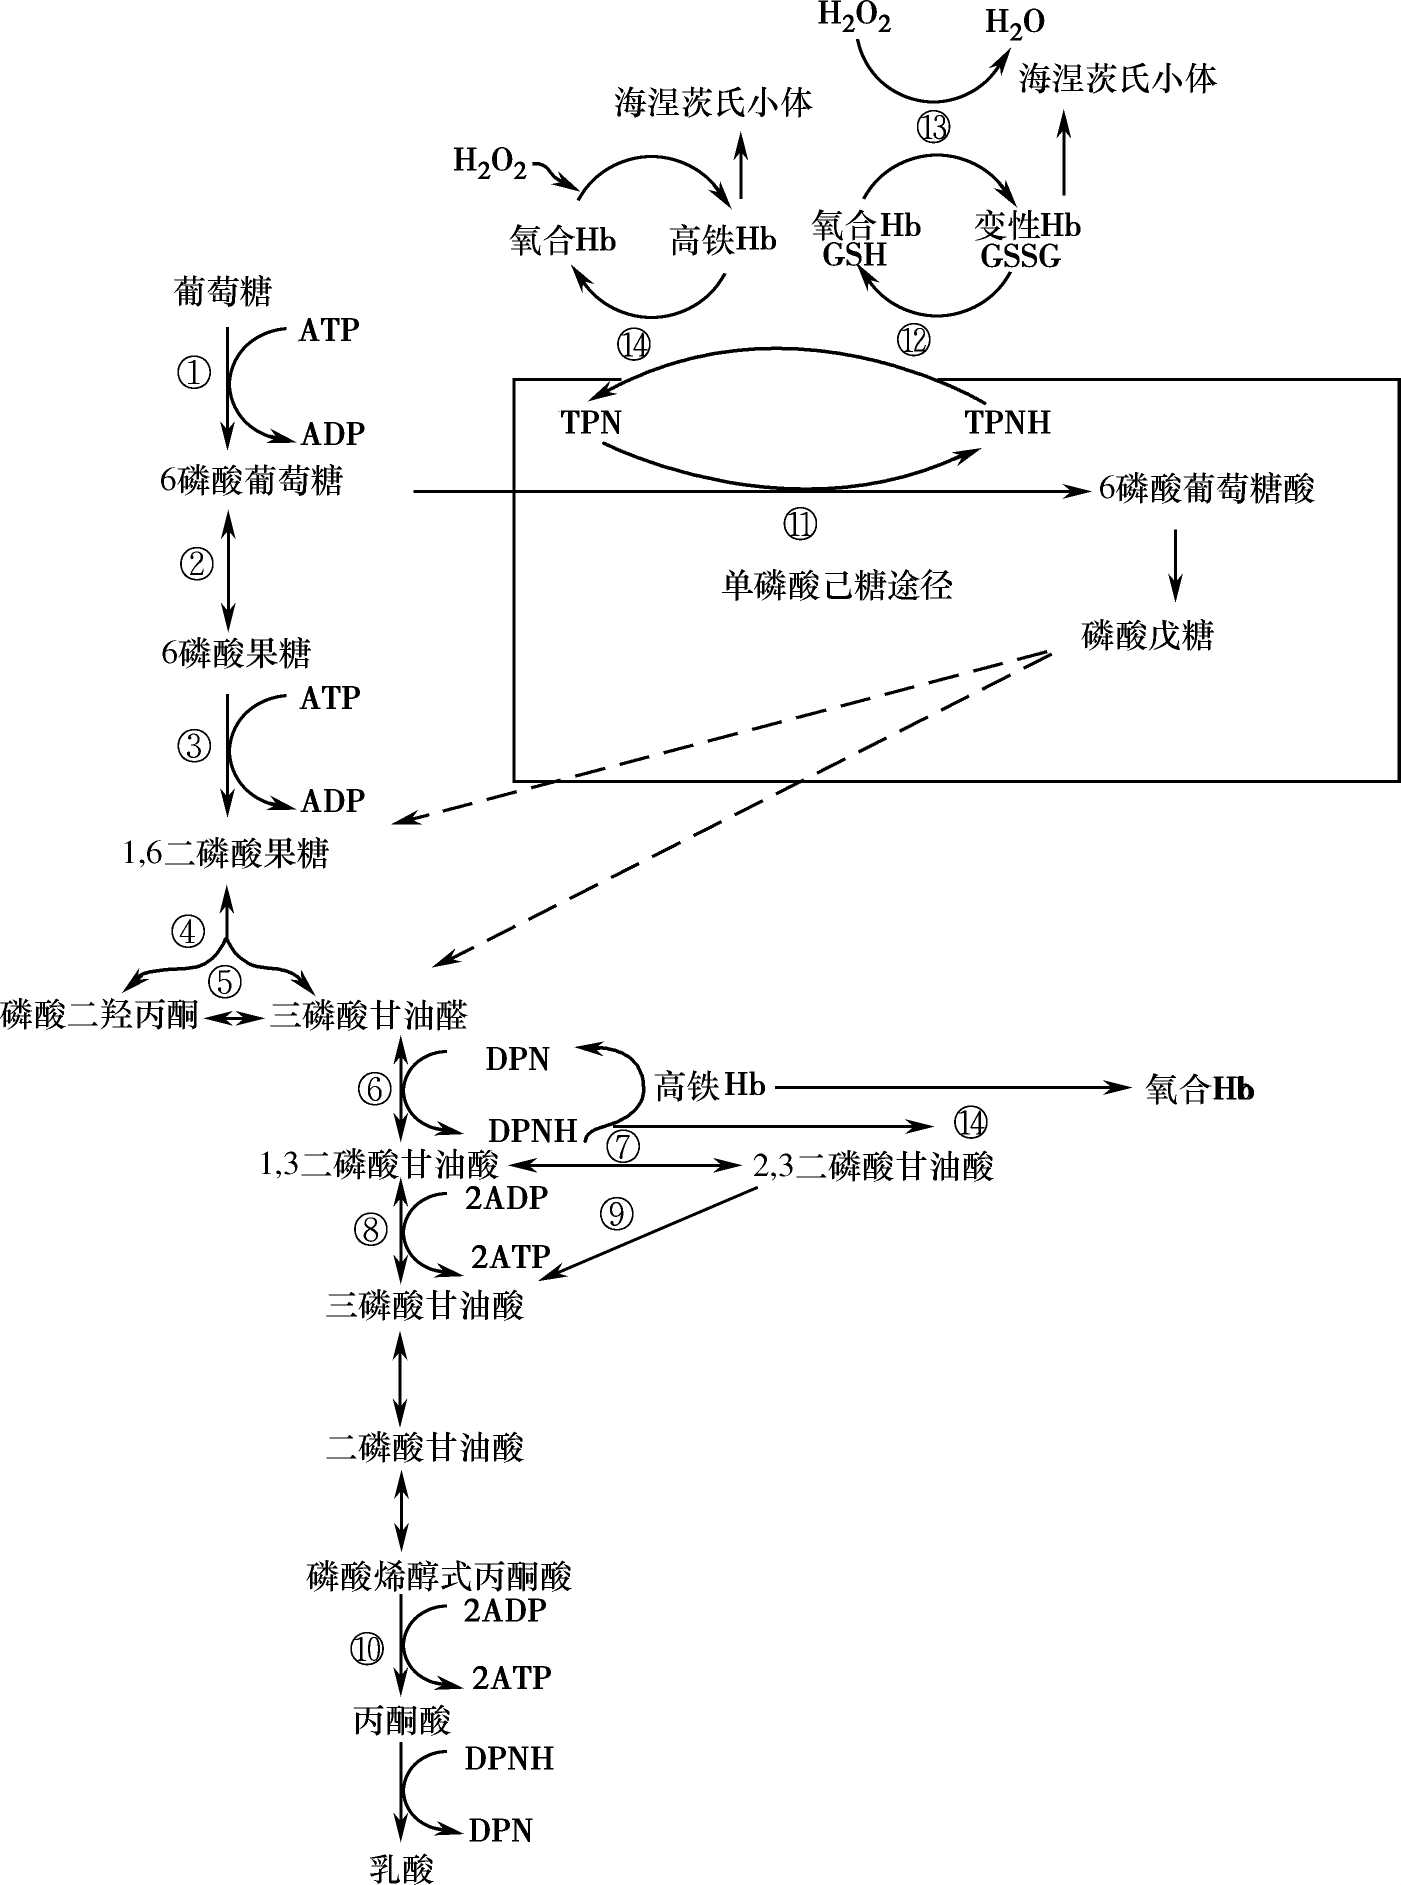 H₂O₂
H₂O
海涅茨氏小体
海涅茨氏小体
⑬
H₂O₂
氧合Hb
高铁Hb
氧合Hb
GSH
变性Hb
GSSG
葡萄糖
ATP
①
ADP
⑭
⑫
TPN
TPNH
6磷酸葡萄糖
6磷酸葡萄糖酸
⑪
②
单磷酸己糖途径
6磷酸果糖
磷酸戊糖
ATP
③
ADP
1,6二磷酸果糖
④
⑤
磷酸二羟丙酮
三磷酸甘油醛
DPN
⑥
高铁Hb
氧合Hb
DPNH
⑦
⑭
1,3二磷酸甘油酸
2,3二磷酸甘油酸
2ADP
⑧
⑨
2ATP
三磷酸甘油酸
二磷酸甘油酸
磷酸烯醇式丙酮酸
2ADP
⑩
2ATP
丙酮酸
DPNH
DPN
乳酸